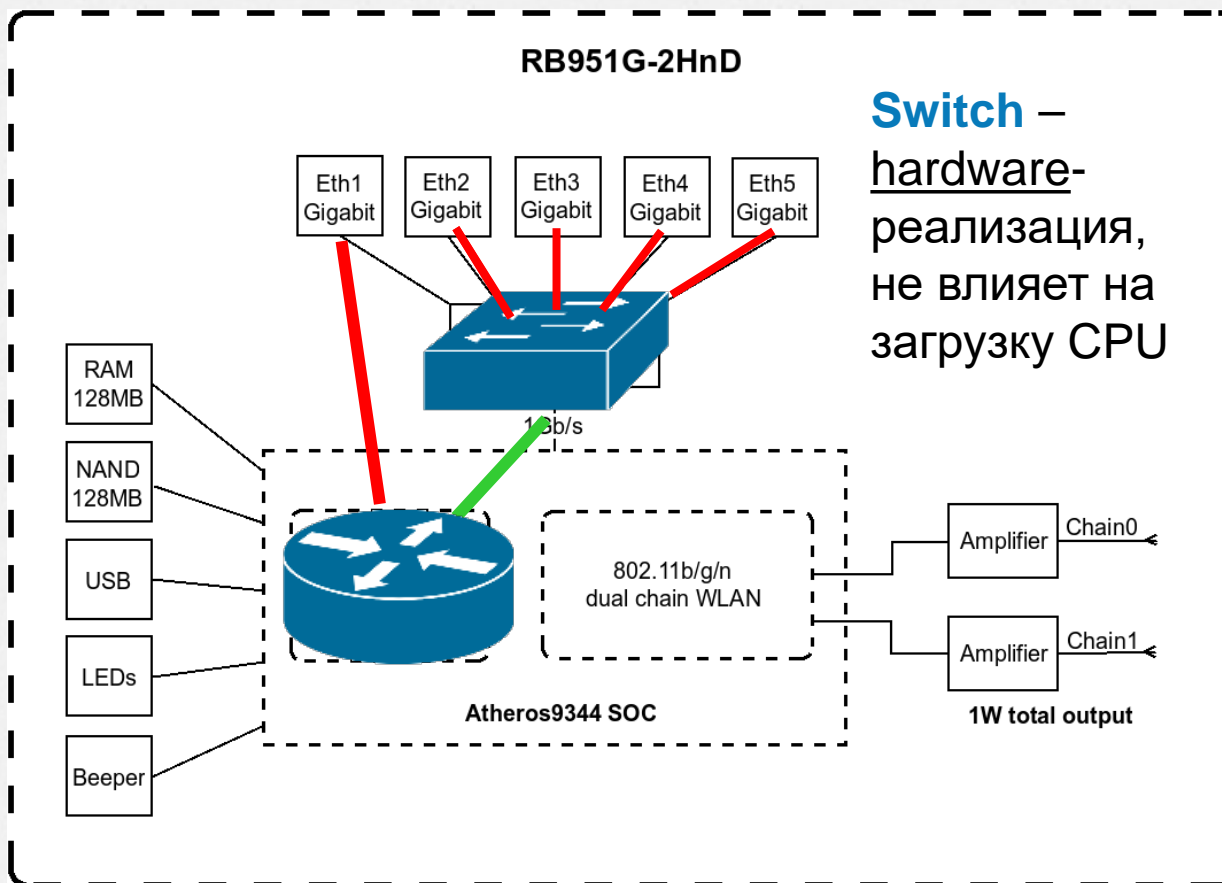 RB951G-2HnD
Switch –
hardware-
реализация,
не влияет на
загрузку CPU
Eth1
Gigabit
Eth2
Gigabit
Eth3
Gigabit
Eth4
Gigabit
Eth5
Gigabit
1Gb/s
RAM
128MB
NAND
128MB
USB
LEDs
Beeper
802.11b/g/n
dual chain WLAN
Atheros9344 SOC
Amplifier
Chain0
Amplifier
Chain1
1W total output